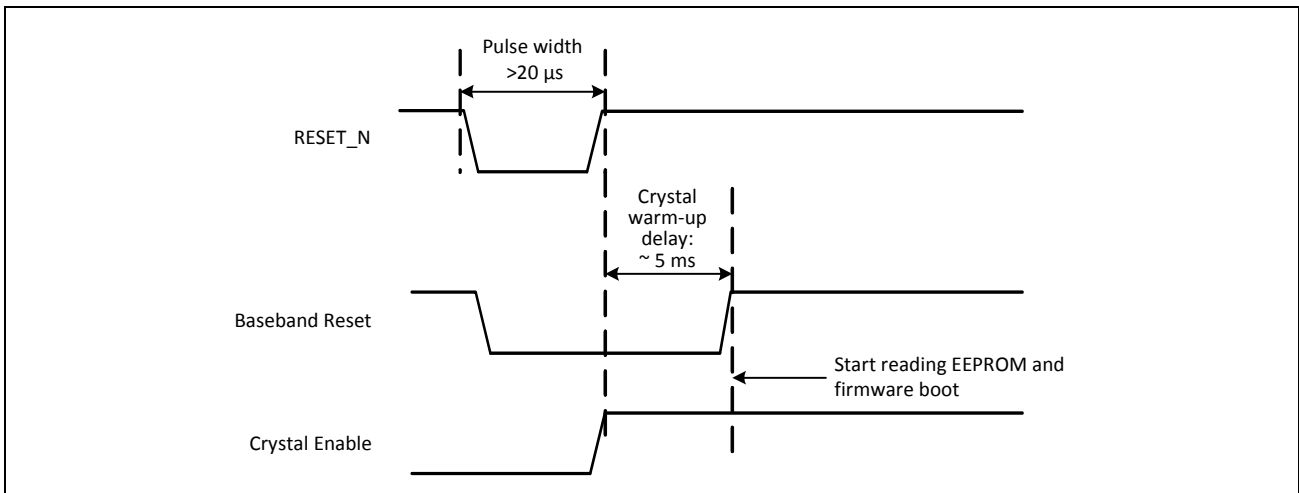 Pulse width
>20 µs
RESET_N
Crystal
warm-up
delay:
~ 5 ms
Baseband Reset
Start reading EEPROM and
firmware boot
Crystal Enable